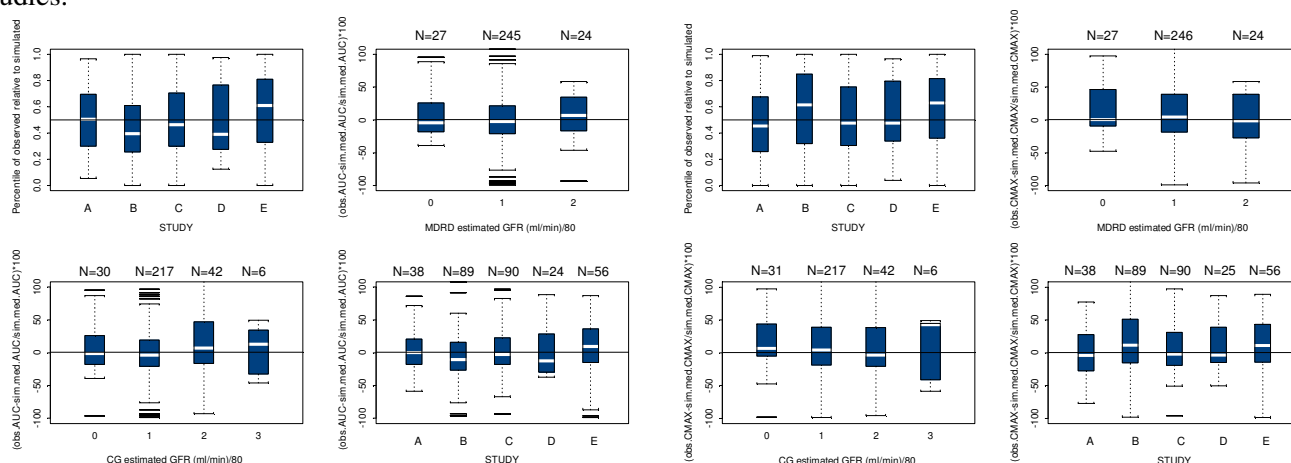 udies.
N=27 N=245 N=24
N=27 N=246 N=24
Percentile of observed relative to simulated
0.0 0.2 0.4 0.6 0.8 1.0
A B C D E
STUDY
(obs.AUC-sim.med.AUC/sim.med.AUC)*100
-100 -50 0 50 100
0 1 2
MDRD estimated GFR (ml/min)/80
Percentile of observed relative to simulated
0.0 0.2 0.4 0.6 0.8 1.0
A B C D E
STUDY
(obs.CMAX-sim.med.CMAX/sim.med.CMAX)*100
-100 -50 0 50 100
0 1 2
MDRD estimated GFR (ml/min)/80
N=30 N=217 N=42 N=6
(obs.AUC-sim.med.AUC/sim.med.AUC)*100
-100 -50 0 50 100
0 1 2 3
CG estimated GFR (ml/min)/80
N=38 N=89 N=90 N=24 N=56
(obs.AUC-sim.med.AUC/sim.med.AUC)*100
-100 -50 0 50 100
A B C D E
STUDY
N=31 N=217 N=42 N=6
(obs.CMAX-sim.med.CMAX/sim.med.CMAX)*100
-100 -50 0 50 100
0 1 2 3
CG estimated GFR (ml/min)/80
N=38 N=89 N=90 N=25 N=56
(obs.CMAX-sim.med.CMAX/sim.med.CMAX)*100
-100 -50 0 50 100
A B C D E
STUDY